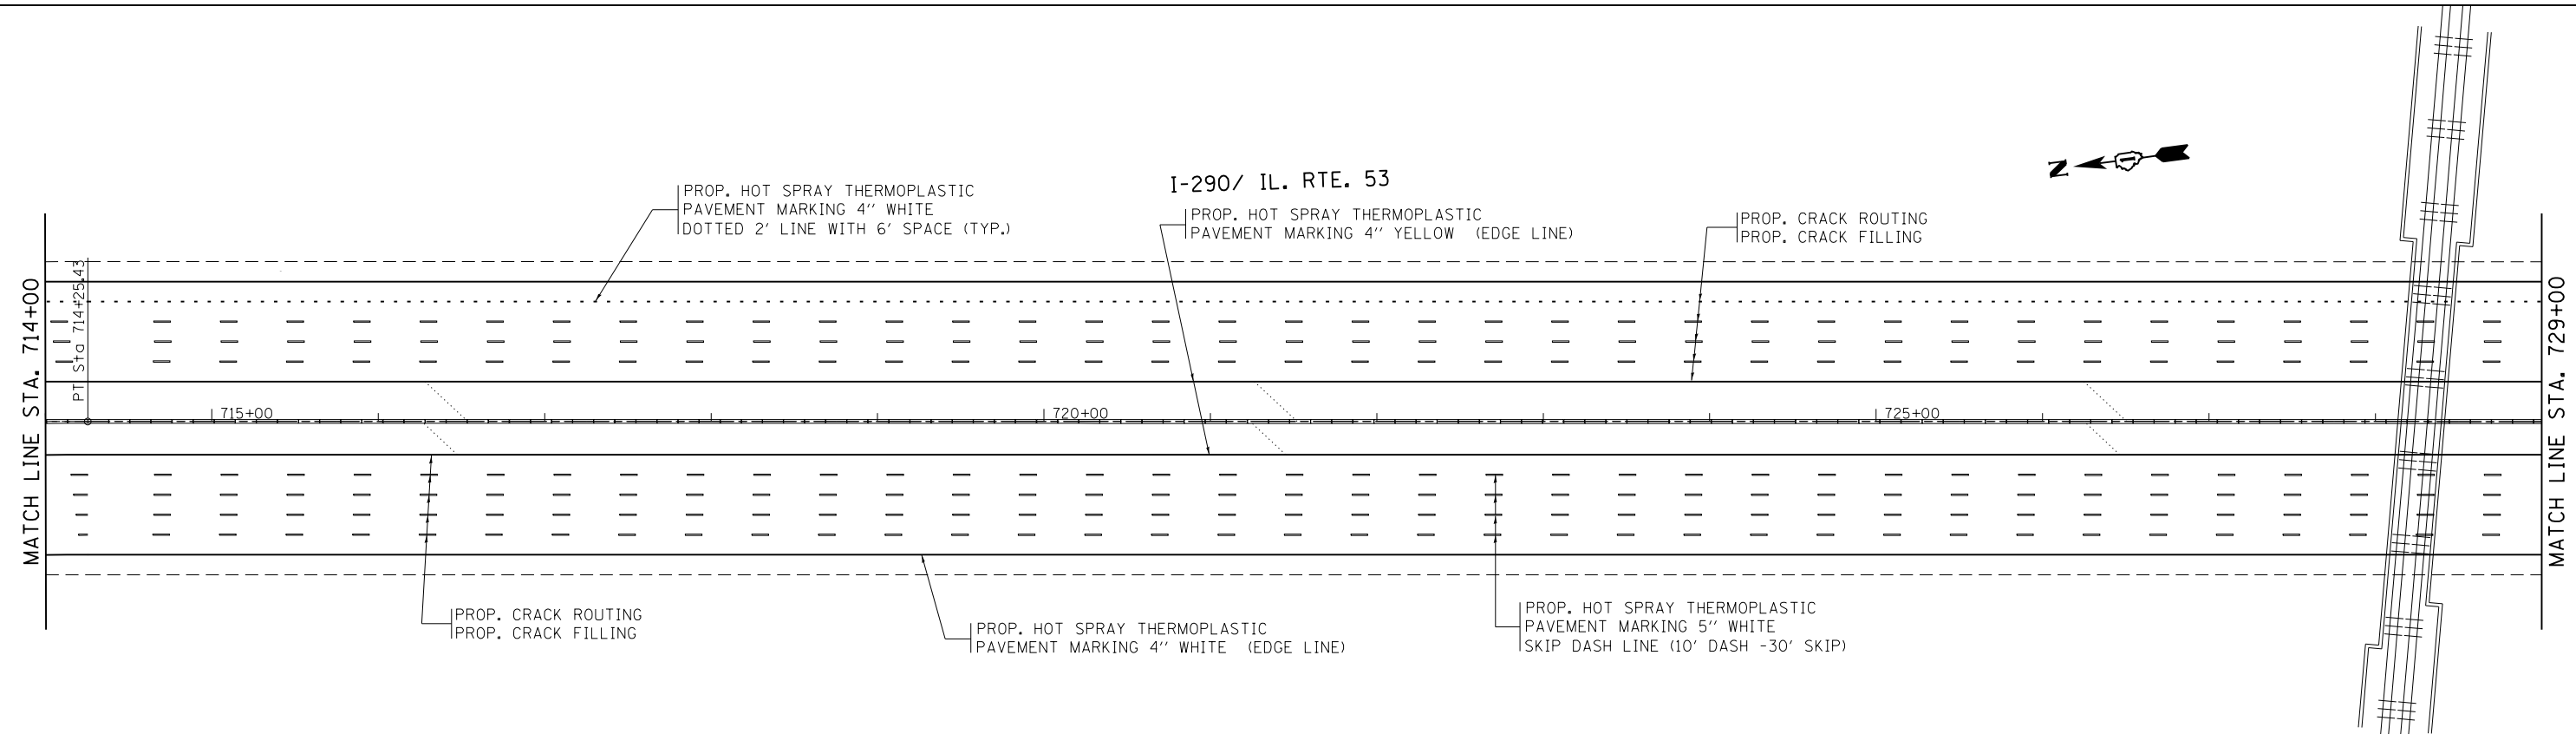 I-290/ IL. RTE. 53
PROP. HOT SPRAY THERMOPLASTIC
PAVEMENT MARKING 4'' WHITE
DOTTED 2' LINE WITH 6' SPACE (TYP.)
PROP. HOT SPRAY THERMOPLASTIC
PAVEMENT MARKING 4'' YELLOW (EDGE LINE)
PROP. CRACK ROUTING
PROP. CRACK FILLING
N
MATCH LINE STA. 714+00
PT Sta 714+25.43
715+00
720+00
725+00
MATCH LINE STA. 729+00
PROP. CRACK ROUTING
PROP. CRACK FILLING
PROP. HOT SPRAY THERMOPLASTIC
PAVEMENT MARKING 4'' WHITE (EDGE LINE)
PROP. HOT SPRAY THERMOPLASTIC
PAVEMENT MARKING 5'' WHITE
SKIP DASH LINE (10' DASH -30' SKIP)